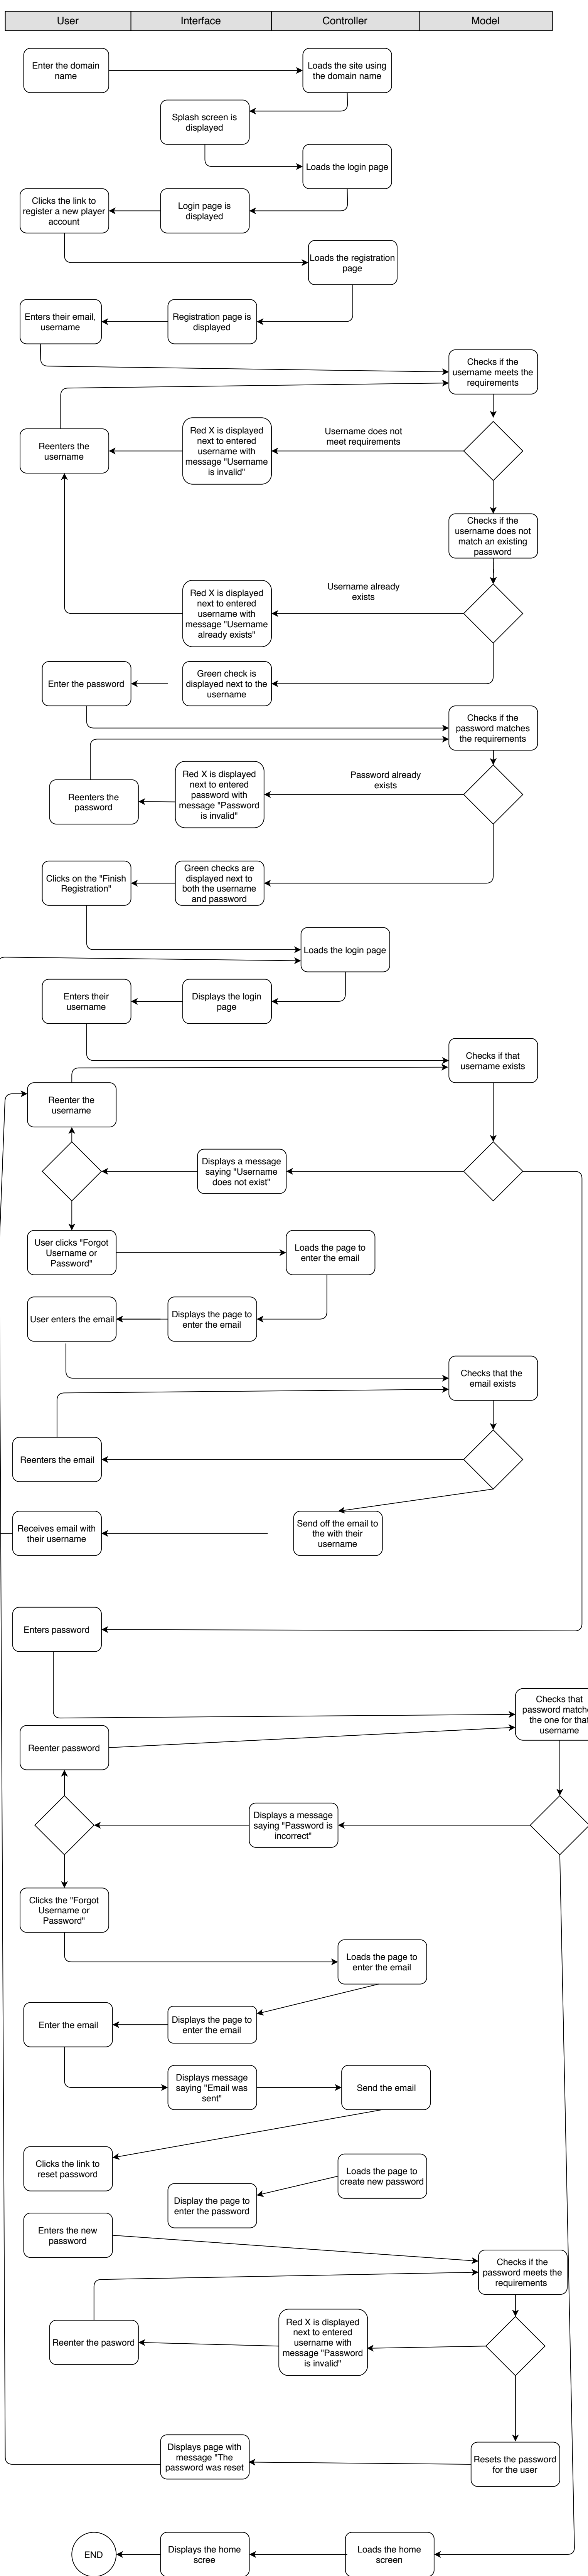 User
Interface
Controller
Model
Enter the domain
name
Loads the site using
the domain name
Splash screen is
displayed
Loads the login page
Clicks the link to
register a new player
account
Login page is
displayed
Loads the registration
page
Enters their email,
username
Registration page is
displayed
Checks if the
username meets the
requirements
Reenters the
username
Red X is displayed
next to entered
username with
message "Username
is invalid"
Username does not
meet requirements
Checks if the
username does not
match an existing
password
Red X is displayed
next to entered
username with
message "Username
already exists"
Username already
exists
Enter the password
Green check is
displayed next to the
username
Checks if the
password matches
the requirements
Reenters the
password
Red X is displayed
next to entered
password with
message "Password
is invalid"
Password already
exists
Clicks on the "Finish
Registration"
Green checks are
displayed next to
both the username
and password
Loads the login page
Enters their
username
Displays the login
page
Checks if that
username exists
Reenter the
username
Displays a message
saying "Username
does not exist"
User clicks "Forgot
Username or
Password"
Loads the page to
enter the email
User enters the email
Displays the page to
enter the email
Checks that the
email exists
Reenters the email
Receives email with
their username
Send off the email to
the with their
username
Enters password
Checks that
password matche
the one for that
username
Reenter password
Displays a message
saying "Password is
incorrect"
Clicks the "Forgot
Username or
Password"
Loads the page to
enter the email
Enter the email
Displays the page to
enter the email
Displays message
saying "Email was
sent"
Send the email
Clicks the link to
reset password
Loads the page to
create new password
Display the page to
enter the password
Enters the new
password
Checks if the
password meets the
requirements
Reenter the pasword
Red X is displayed
next to entered
username with
message "Password
is invalid"
Displays page with
message "The
password was reset
Resets the password
for the user
END
Displays the home
scree
Loads the home
screen